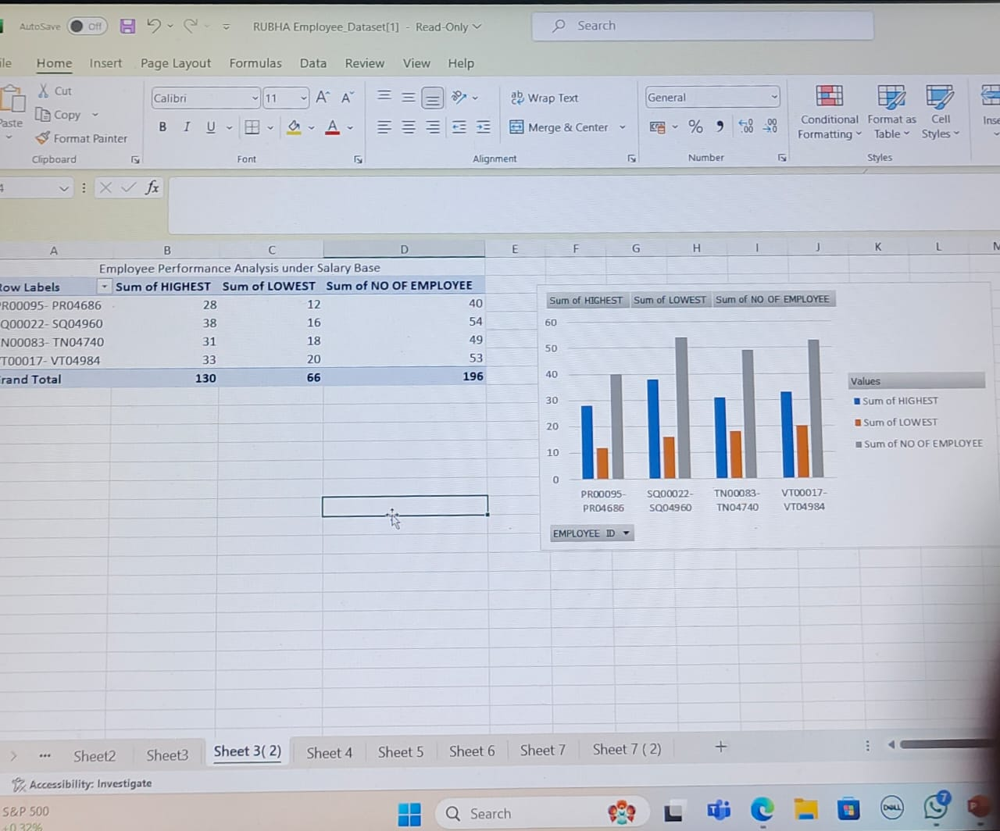 AutoSave Off RUBHA Employee_Dataset[1] - Read-Only Search
ile Home Insert Page Layout Formulas Data Review View Help
Cut
Copy
Format Painter
aste
Clipboard
Calibri 11
B I U
Font
Wrap Text
Merge & Center
Alignment
General
Number
Conditional Formatting
Format as Table
Cell Styles
Styles
Inse
fx
A B C D E F G H I J K L M
Employee Performance Analysis under Salary Base
Row Labels Sum of HIGHEST Sum of LOWEST Sum of NO OF EMPLOYEE
PR00095- PR04686 28 12 40
SQ00022- SQ04960 38 16 54
TN00083- TN04740 31 18 49
VT00017- VT04984 33 20 53
Grand Total 130 66 196
Sum of HIGHEST Sum of LOWEST Sum of NO OF EMPLOYEE
60
50
40
30
20
10
0
PR00095- PR04686
SQ00022- SQ04960
TN00083- TN04740
VT00017- VT04984
Values
Sum of HIGHEST
Sum of LOWEST
Sum of NO OF EMPLOYEE
EMPLOYEE ID
Sheet2 Sheet3 Sheet 3( 2) Sheet 4 Sheet 5 Sheet 6 Sheet 7 Sheet 7 ( 2)
Accessibility: Investigate
S&P 500
+0.32%
Search
DELL
7